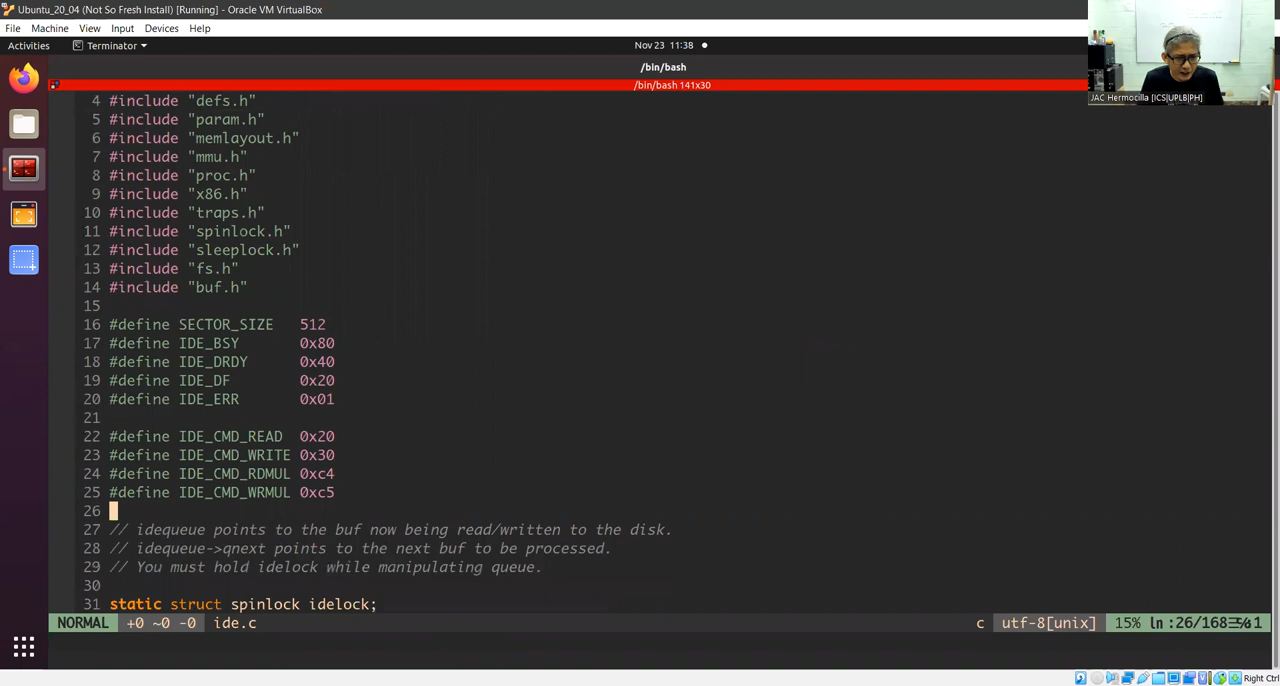 Ubuntu_20_04 (Not So Fresh Install) [Running] - Oracle VM VirtualBox
File Machine View Input Devices Help
Activities Terminator Nov 23 11:38
/bin/bash
/bin/bash 141x30
JAC Hermocilla [ICS|UPLB|PH]
4 #include "defs.h"
5 #include "param.h"
6 #include "memlayout.h"
7 #include "mmu.h"
8 #include "proc.h"
9 #include "x86.h"
10 #include "traps.h"
11 #include "spinlock.h"
12 #include "sleeplock.h"
13 #include "fs.h"
14 #include "buf.h"
15
16 #define SECTOR_SIZE 512
17 #define IDE_BSY 0x80
18 #define IDE_DRDY 0x40
19 #define IDE_DF 0x20
20 #define IDE_ERR 0x01
21
22 #define IDE_CMD_READ 0x20
23 #define IDE_CMD_WRITE 0x30
24 #define IDE_CMD_RDMUL 0xc4
25 #define IDE_CMD_WRMUL 0xc5
26
27 // idequeue points to the buf now being read/written to the disk.
28 // idequeue->qnext points to the next buf to be processed.
29 // You must hold idelock while manipulating queue.
30
31 static struct spinlock idelock;
NORMAL +0 ~0 -0 ide.c c utf-8[unix] 15% ln :26/168
Right Ctrl